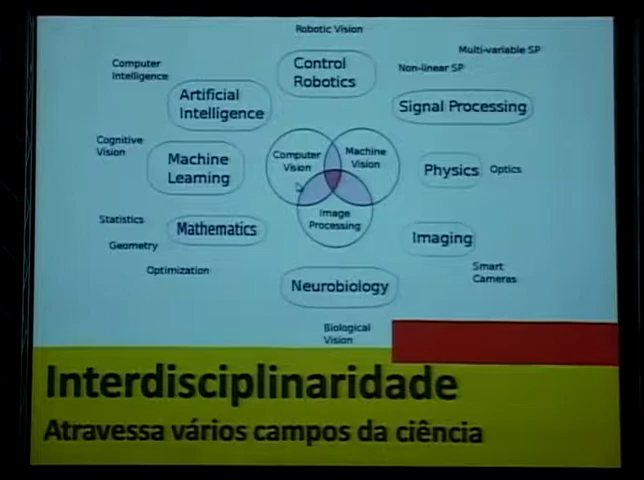 Robotic Vision
Multi-variable SP
Computer
Intelligence
Control
Robotics
Non-linear SP
Artificial
Intelligence
Signal Processing
Cognitive
Vision
Machine
Learning
Computer
Vision
Machine
Vision
Physics
Optics
Statistics
Mathematics
Image
Processing
Geometry
Imaging
Optimization
Smart
Cameras
Neurobiology
Biological
Vision
Interdisciplinaridade
Atravessa vários campos da ciência